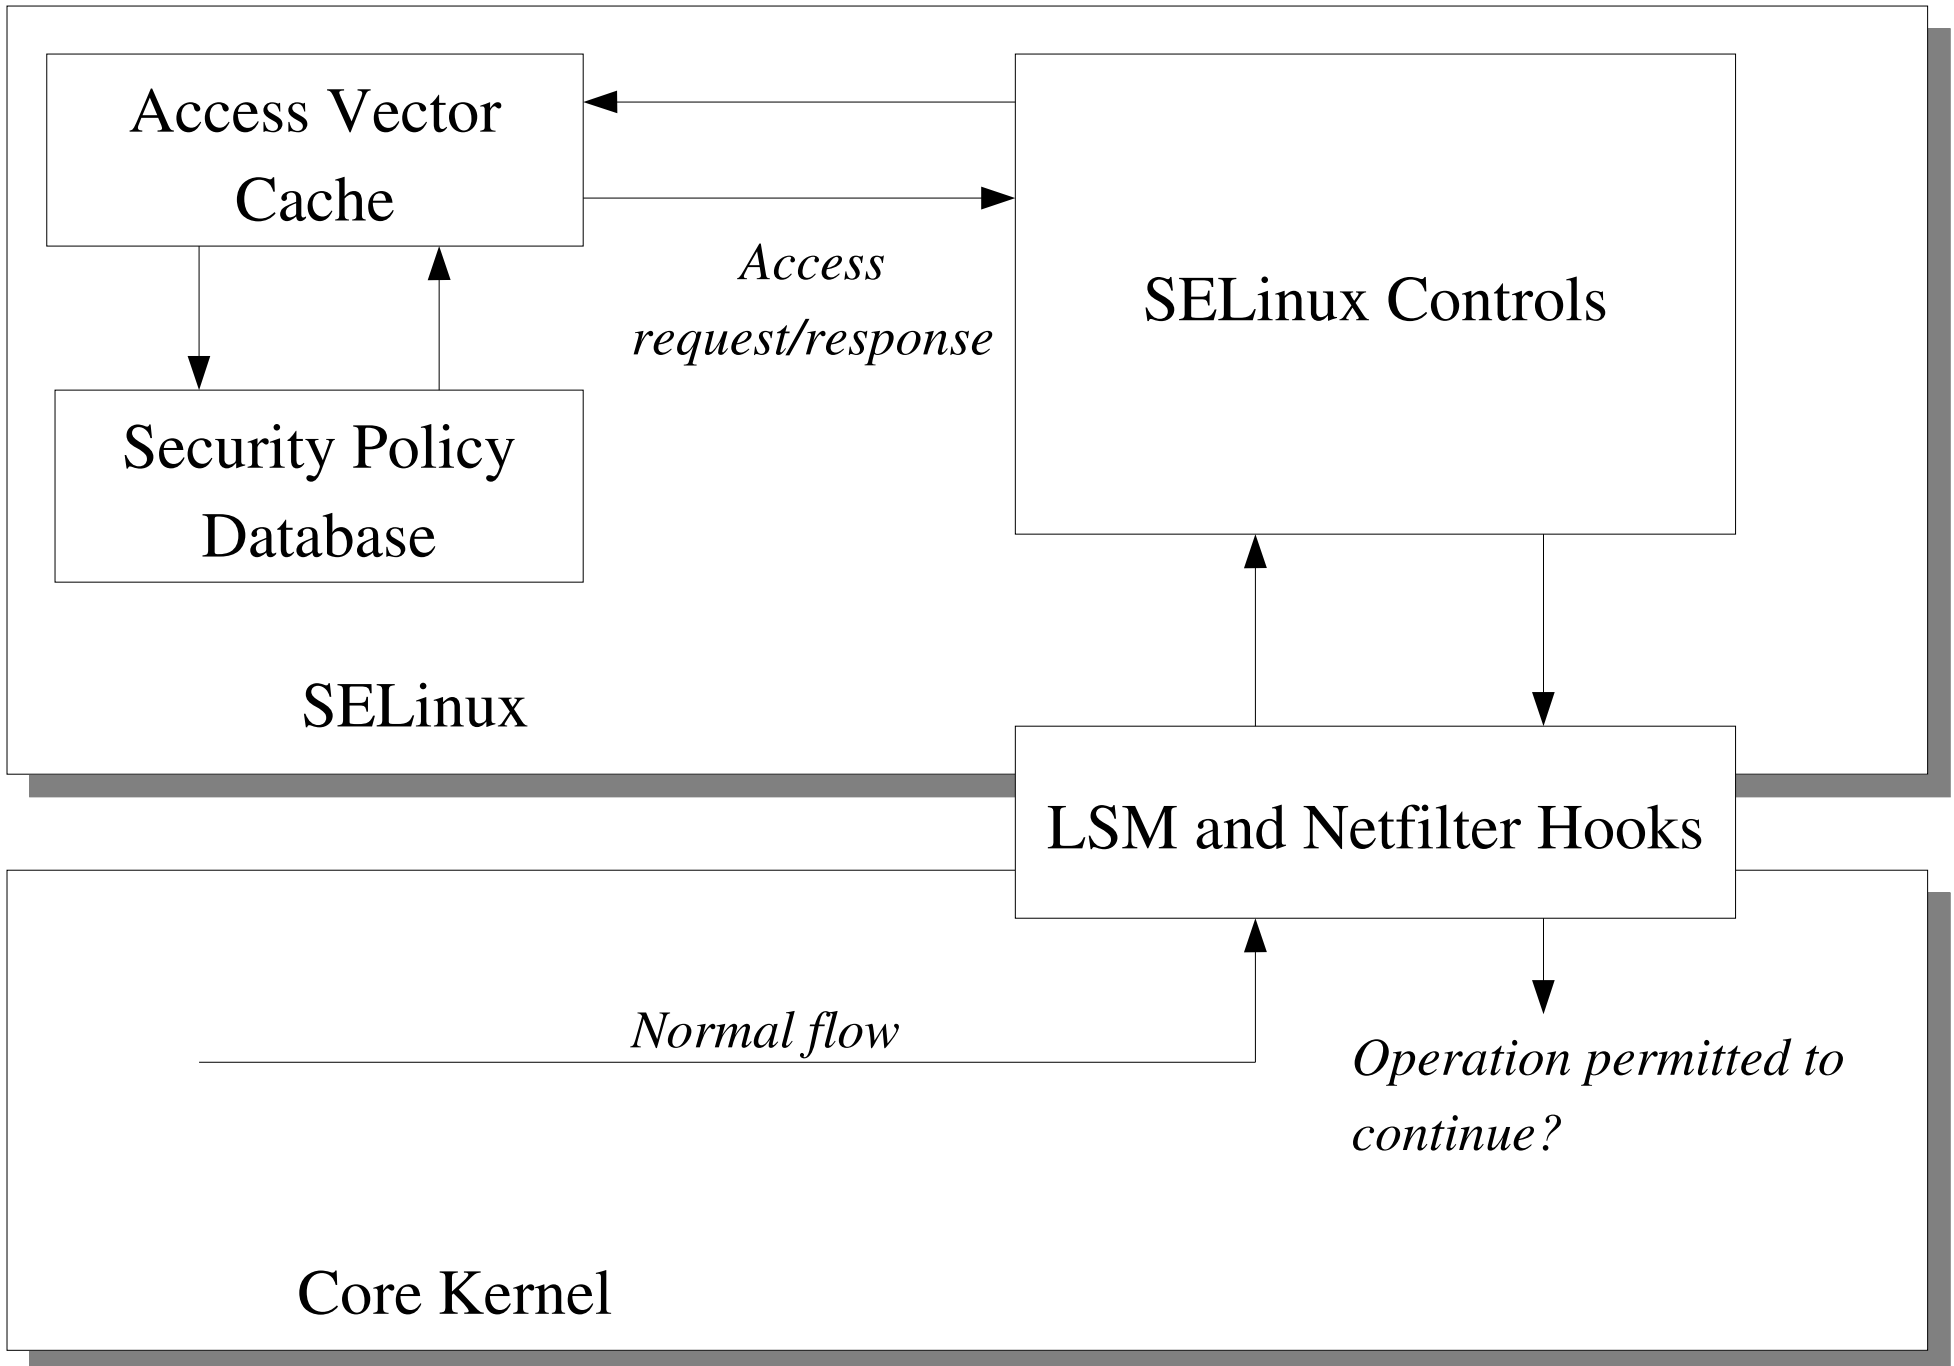 Access Vector
Cache
Access
request/response
SELinux Controls
Security Policy
Database
SELinux
LSM and Netfilter Hooks
Normal flow
Operation permitted to
continue?
Core Kernel